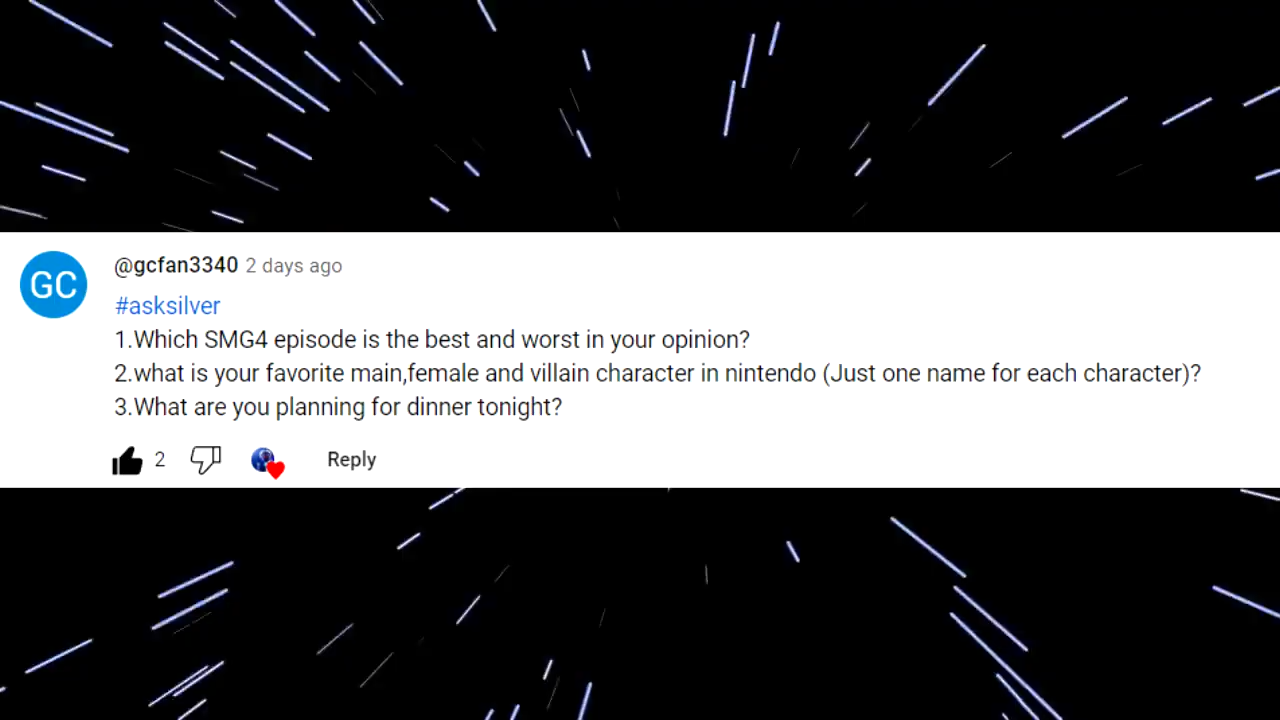 GC
@gcfan3340 2 days ago
#asksilver
1.Which SMG4 episode is the best and worst in your opinion?
2.what is your favorite main,female and villain character in nintendo (Just one name for each character)?
3.What are you planning for dinner tonight?
2
Reply